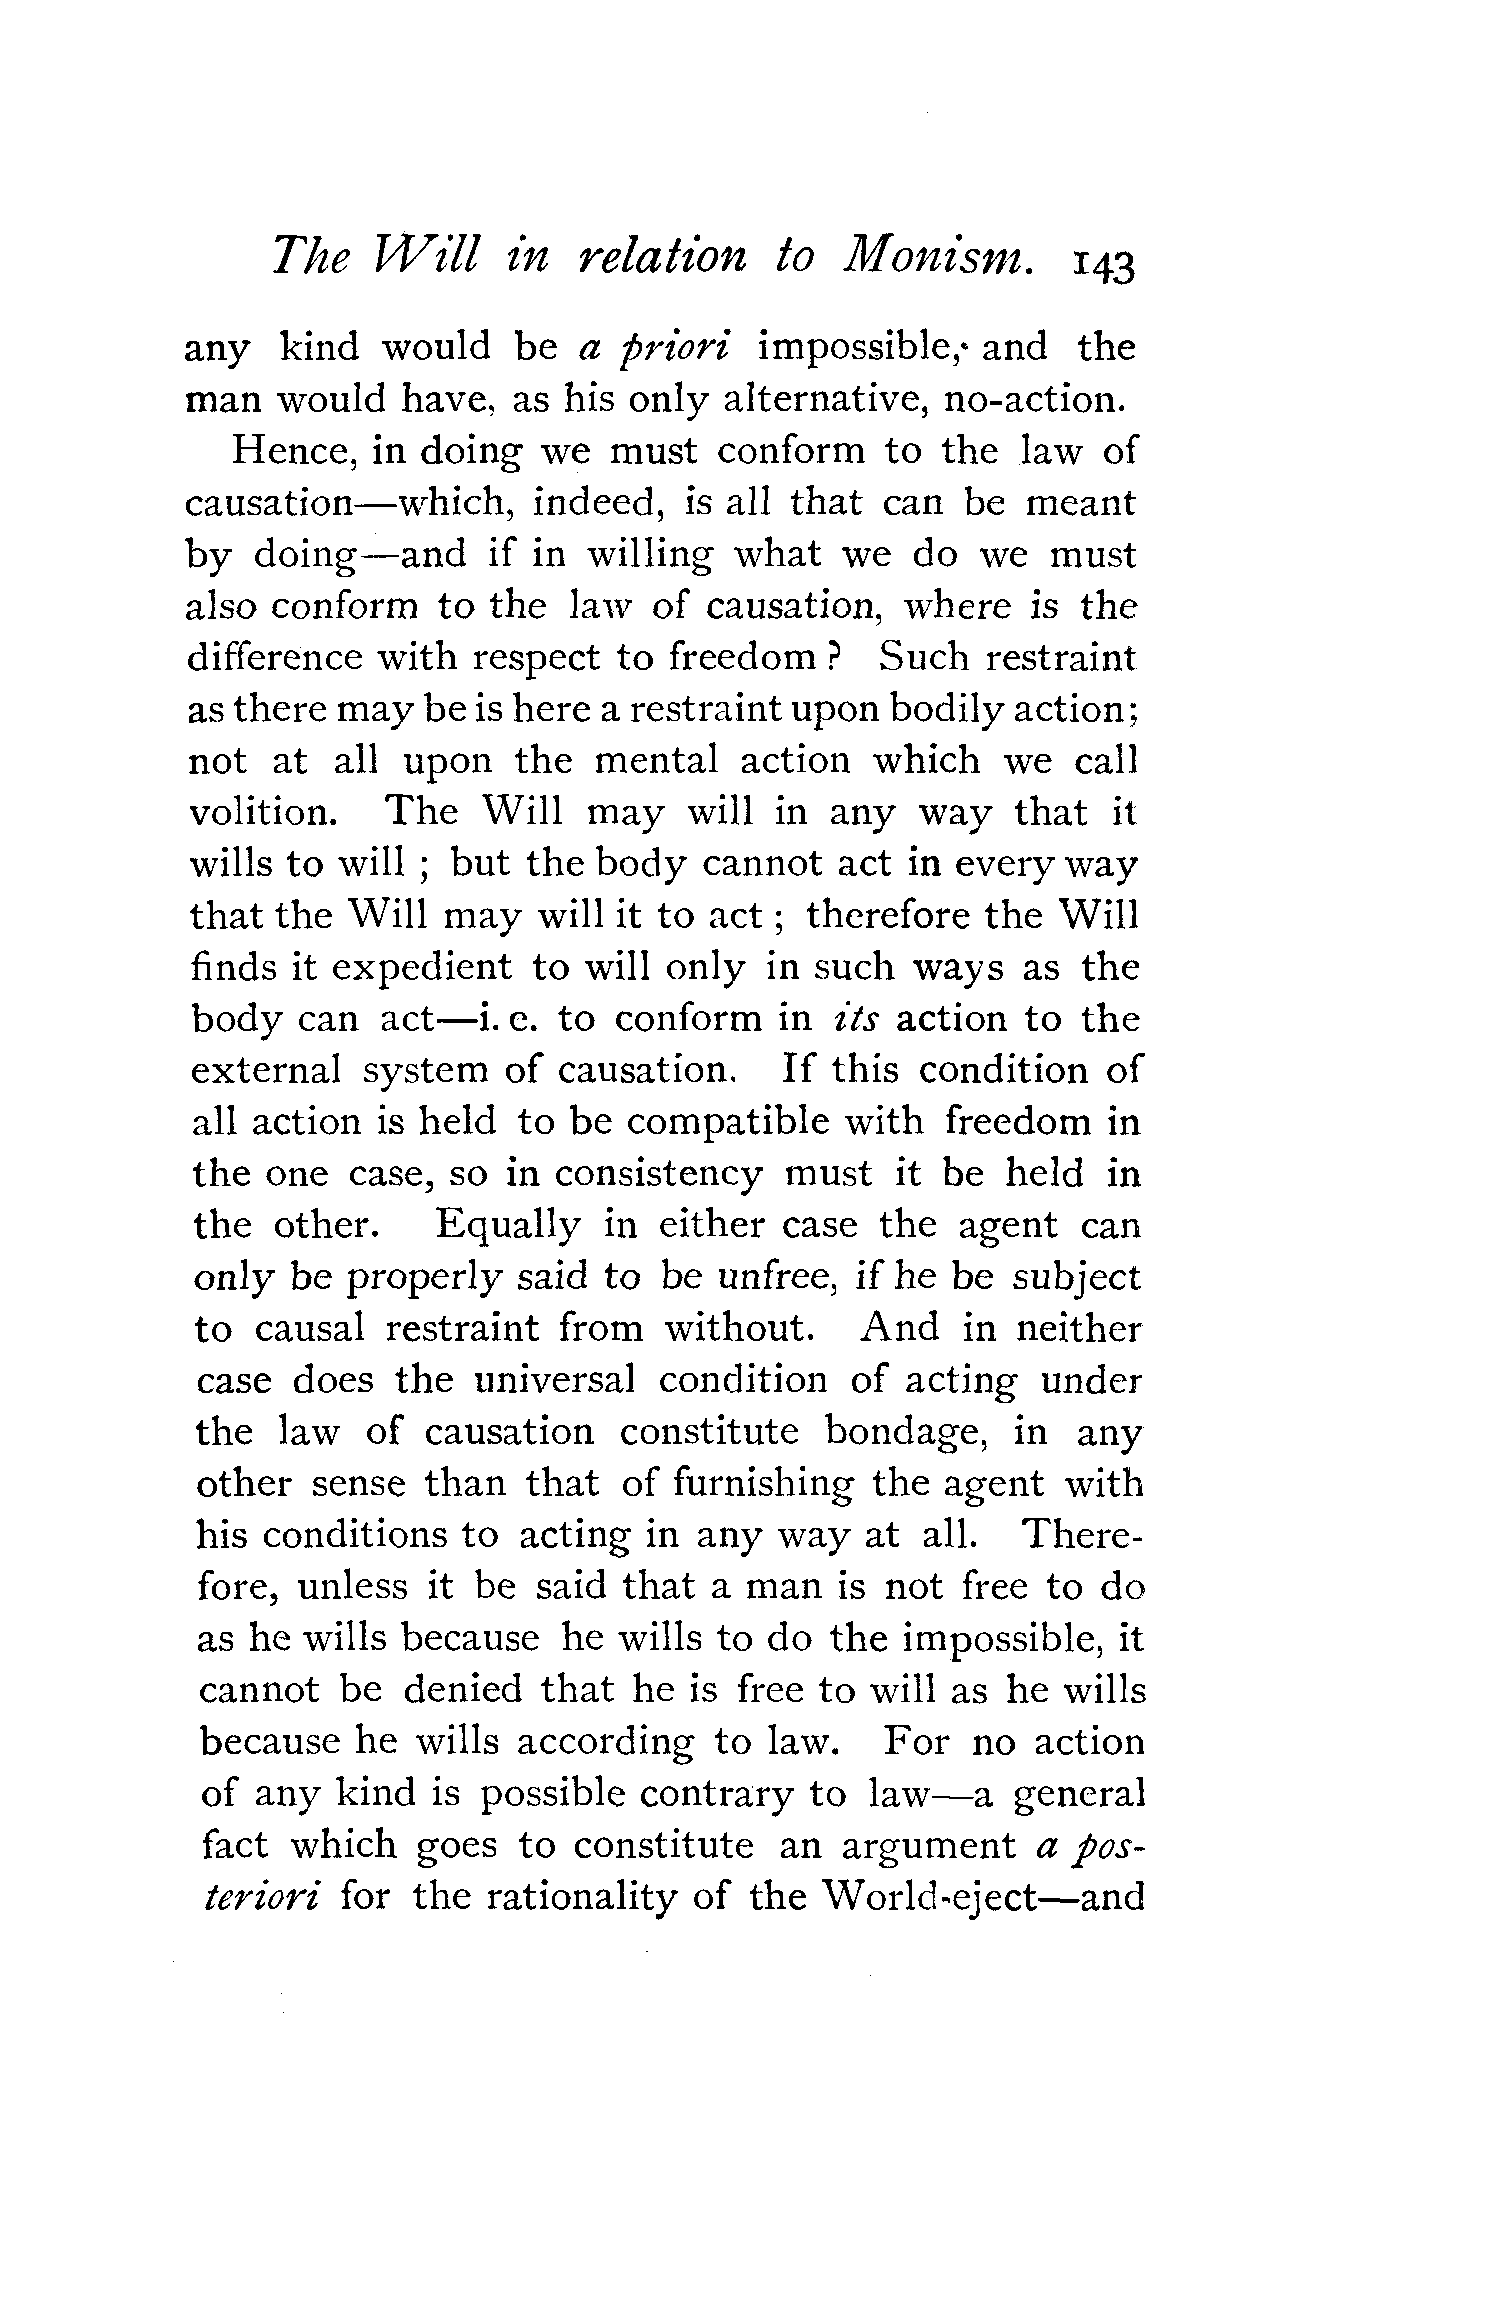 The Will in relation to Monism. 143
any kind would be a priori impossible, and the
man would have, as his only alternative, no-action.
Hence, in doing we must conform to the law of
causation—which, indeed, is all that can be meant
by doing—and if in willing what we do we must
also conform to the law of causation, where is the
difference with respect to freedom ? Such restraint
as there may be is here a restraint upon bodily action;
not at all upon the mental action which we call
volition. The Will may will in any way that it
wills to will ; but the body cannot act in every way
that the Will may will it to act ; therefore the Will
finds it expedient to will only in such ways as the
body can act—i. e. to conform in its action to the
external system of causation. If this condition of
all action is held to be compatible with freedom in
the one case, so in consistency must it be held in
the other. Equally in either case the agent can
only be properly said to be unfree, if he be subject
to causal restraint from without. And in neither
case does the universal condition of acting under
the law of causation constitute bondage, in any
other sense than that of furnishing the agent with
his conditions to acting in any way at all. There-
fore, unless it be said that a man is not free to do
as he wills because he wills to do the impossible, it
cannot be denied that he is free to will as he wills
because he wills according to law. For no action
of any kind is possible contrary to law—a general
fact which goes to constitute an argument a pos-
teriori for the rationality of the World-eject—and